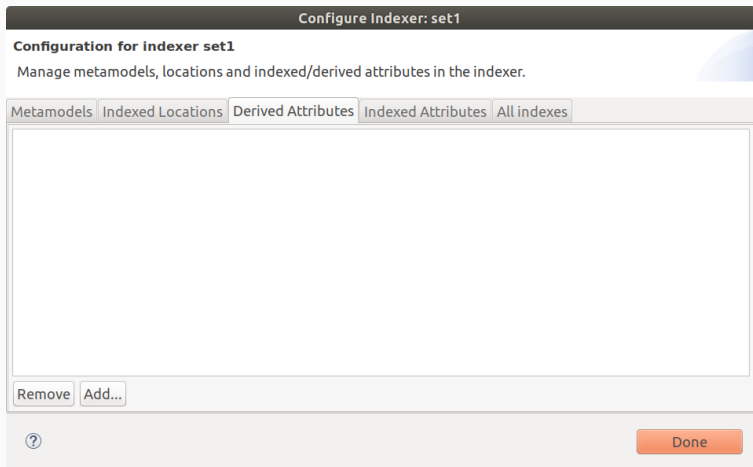 Configure Indexer: set1
Configuration for indexer set1
Manage metamodels, locations and indexed/derived attributes in the indexer.
Metamodels Indexed Locations Derived Attributes Indexed Attributes All indexes
Remove Add...
? Done